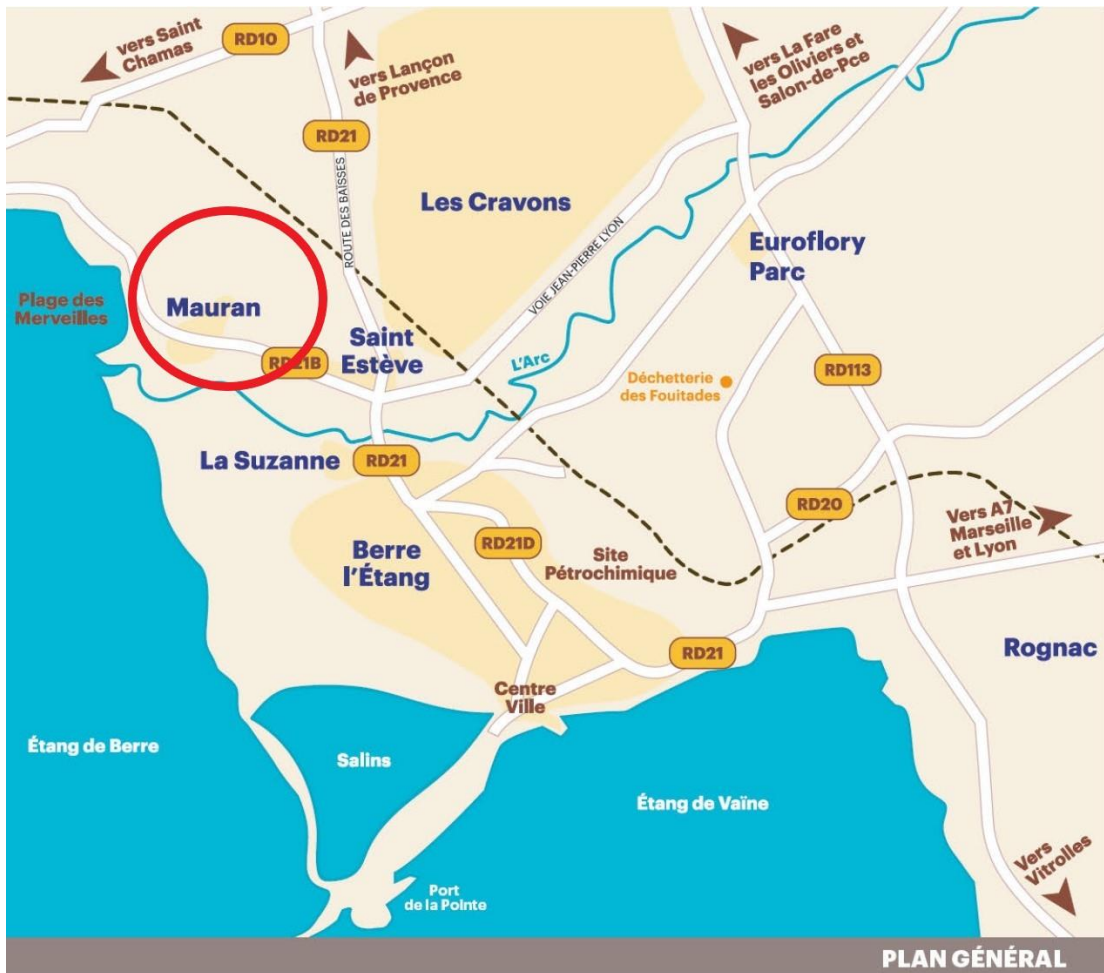 vers Saint
Chamas
RD10
vers Lançon
de Provence
vers La Fare
les Oliviers et
Salon-de-Pce
RD21
ROUTE DES BAÏSSES
Les Cravons
VOIE JEAN-PIERRE LYON
Euroflory
Parc
Plage des
Merveilles
Mauran
Saint
Estève
RD21B
L'Arc
Déchetterie
des Fouitades
RD113
La Suzanne
RD21
RD20
Vers A7
Marseille
et Lyon
Berre
l'Étang
RD21D
Site
Pétrochimique
RD21
Rognac
Centre
Ville
Étang de Berre
Salins
Étang de Vaïne
Port
de la Pointe
Vers
Vitrolles
PLAN GÉNÉRAL